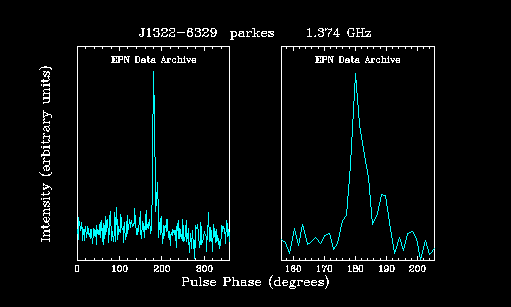 J1322-6329 parkes 1.374 GHz
EPN Data Archive
EPN Data Archive
Intensity (arbitrary units)
0 100 200 300
160 170 180 190 200
Pulse Phase (degrees)